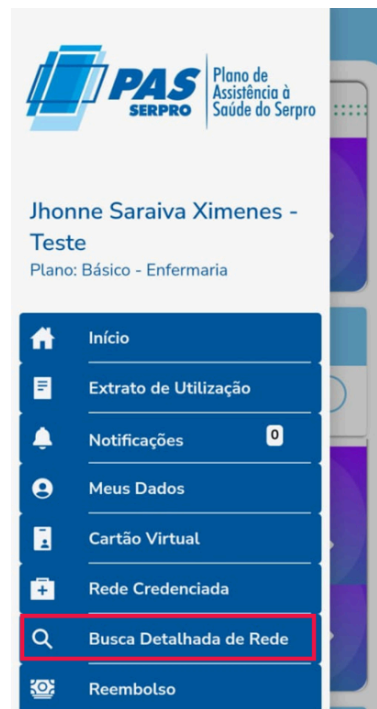 PAS
SERPRO
Plano de
Assistência à
Saúde do Serpro
Jhonne Saraiva Ximenes -
Teste
Plano: Básico - Enfermaria
Início
Extrato de Utilização
Notificações 0
Meus Dados
Cartão Virtual
Rede Credenciada
Busca Detalhada de Rede
Reembolso